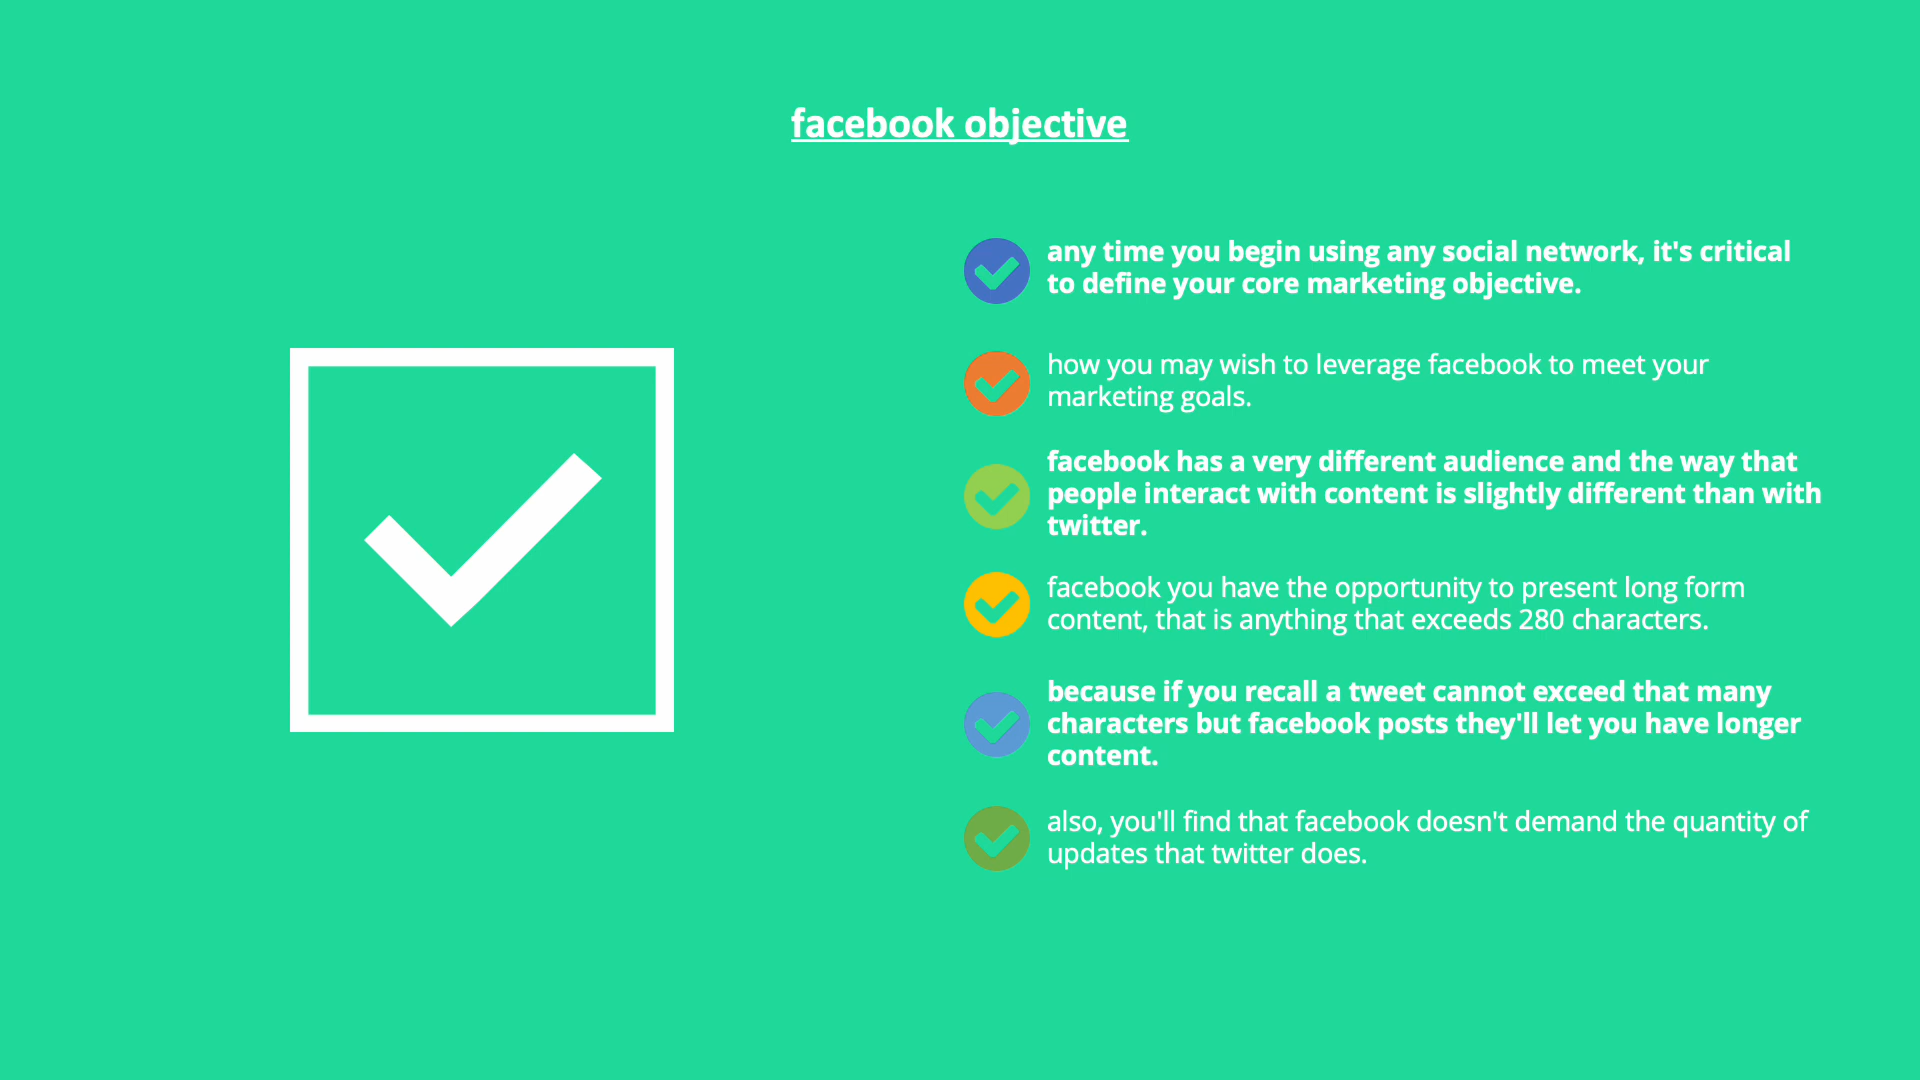 facebook objective
any time you begin using any social network, it's critical
to define your core marketing objective.
how you may wish to leverage facebook to meet your
marketing goals.
facebook has a very different audience and the way that
people interact with content is slightly different than with
twitter.
facebook you have the opportunity to present long form
content, that is anything that exceeds 280 characters.
because if you recall a tweet cannot exceed that many
characters but facebook posts they'll let you have longer
content.
also, you'll find that facebook doesn't demand the quantity of
updates that twitter does.